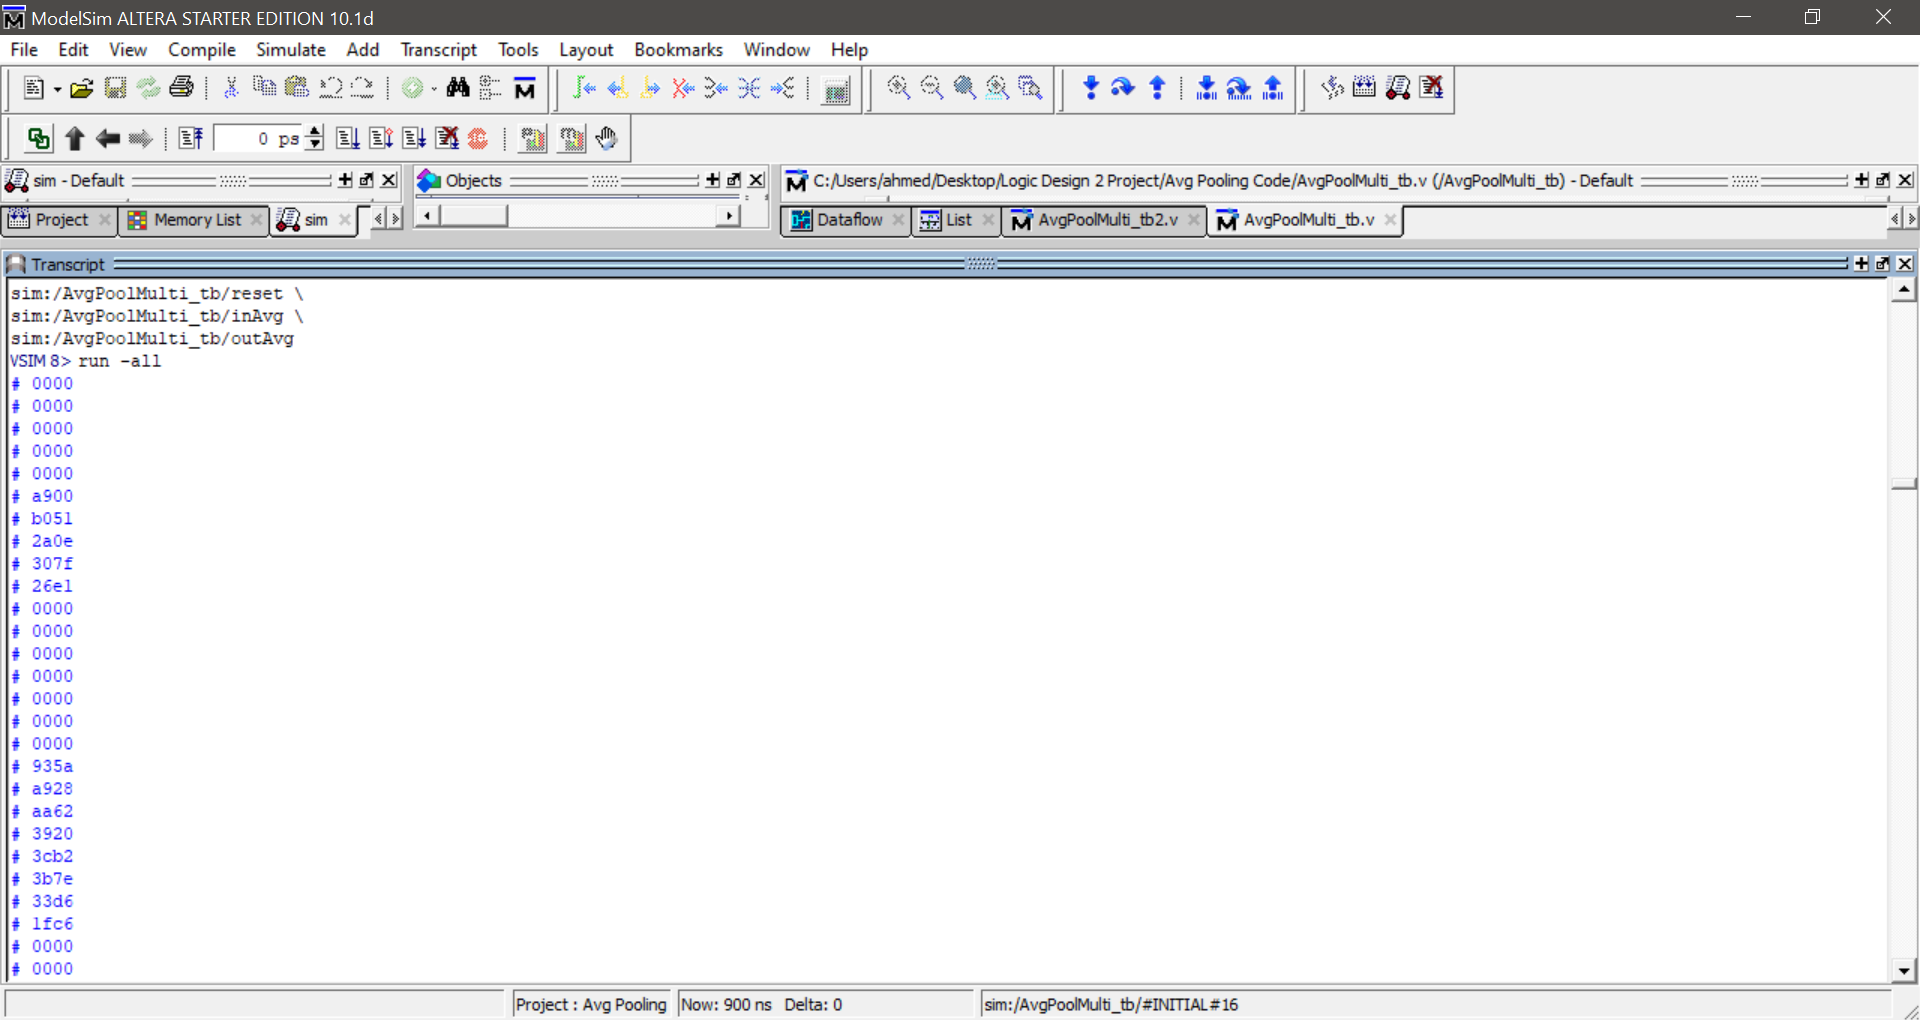 ModelSim ALTERA STARTER EDITION 10.1d
File Edit View Compile Simulate Add Transcript Tools Layout Bookmarks Window Help
0 ps
sim - Default
Objects
C:/Users/ahmed/Desktop/Logic Design 2 Project/Avg Pooling Code/AvgPoolMulti_tb.v (/AvgPoolMulti_tb) - Default
Project Memory List sim
Dataflow List AvgPoolMulti_tb2.v AvgPoolMulti_tb.v
Transcript
sim:/AvgPoolMulti_tb/reset \
sim:/AvgPoolMulti_tb/inAvg \
sim:/AvgPoolMulti_tb/outAvg
VSIM 8> run -all
# 0000
# 0000
# 0000
# 0000
# 0000
# a900
# b051
# 2a0e
# 307f
# 26e1
# 0000
# 0000
# 0000
# 0000
# 0000
# 0000
# 0000
# 935a
# a928
# aa62
# 3920
# 3cb2
# 3b7e
# 33d6
# 1fc6
# 0000
# 0000
Project : Avg Pooling Now: 900 ns Delta: 0 sim:/AvgPoolMulti_tb/#INITIAL#16